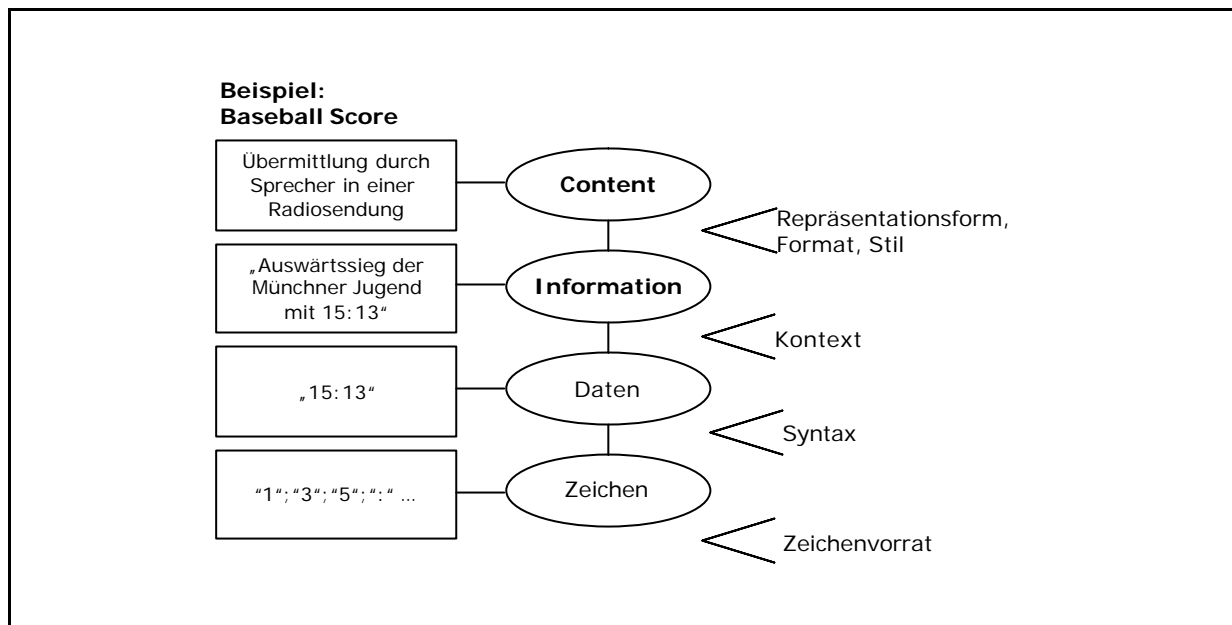 Beispiel:
Baseball Score
Übermittlung durch
Sprecher in einer
Radiosendung
Content
Repräsentationsform,
Format, Stil
„Auswärtssieg der
Münchner Jugend
mit 15:13“
Information
Kontext
„15:13“
Daten
Syntax
“1“;“3“;“5“;“:“ ...
Zeichen
Zeichenvorrat